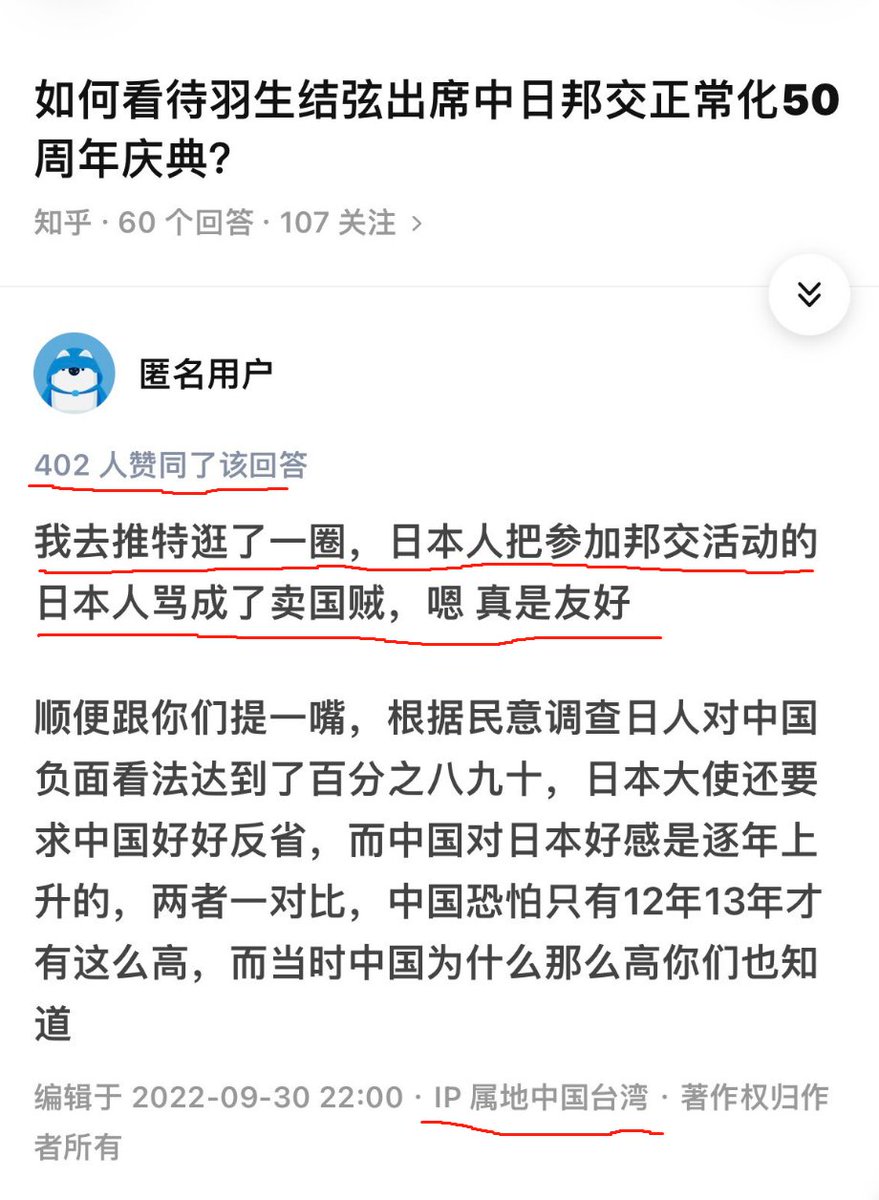 如何看待羽生结弦出席中日邦交正常化50
周年庆典?
知乎 · 60 个回答 · 107 关注 >
匿名用户
402 人赞同了该回答
我去推特逛了一圈，日本人把参加邦交活动的
日本人骂成了卖国贼，嗯 真是友好
顺便跟你们提一嘴，根据民意调查日人对中国
负面看法达到了百分之八九十，日本大使还要
求中国好好反省，而中国对日本好感是逐年上
升的，两者一对比，中国恐怕只有12年13年才
有这么高，而当时中国为什么那么高你们也知
道
编辑于 2022-09-30 22:00 · IP 属地中国台湾 · 著作权归作
者所有